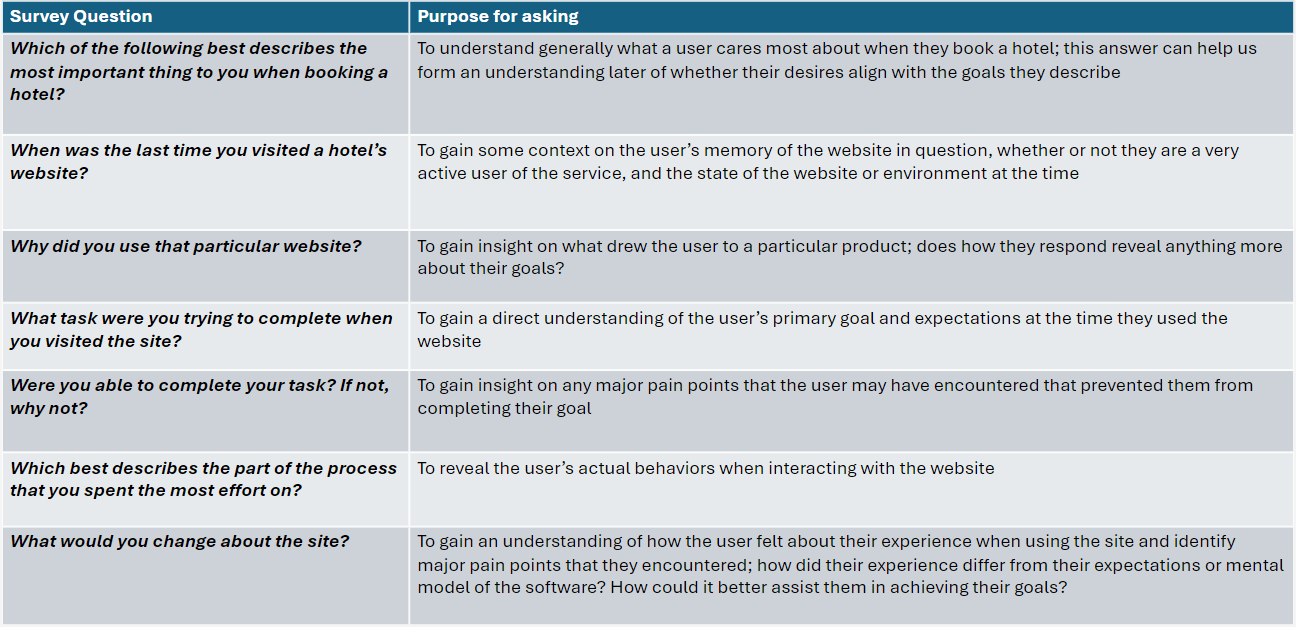 Survey Question
Purpose for asking
Which of the following best describes the
most important thing to you when booking a
hotel?
To understand generally what a user cares most about when they book a hotel; this answer can help us
form an understanding later of whether their desires align with the goals they describe
When was the last time you visited a hotel’s
website?
To gain some context on the user’s memory of the website in question, whether or not they are a very
active user of the service, and the state of the website or environment at the time
Why did you use that particular website?
To gain insight on what drew the user to a particular product; does how they respond reveal anything more
about their goals?
What task were you trying to complete when
you visited the site?
To gain a direct understanding of the user’s primary goal and expectations at the time they used the
website
Were you able to complete your task? If not,
why not?
To gain insight on any major pain points that the user may have encountered that prevented them from
completing their goal
Which best describes the part of the process
that you spent the most effort on?
To reveal the user’s actual behaviors when interacting with the website
What would you change about the site?
To gain an understanding of how the user felt about their experience when using the site and identify
major pain points that they encountered; how did their experience differ from their expectations or mental
model of the software? How could it better assist them in achieving their goals?